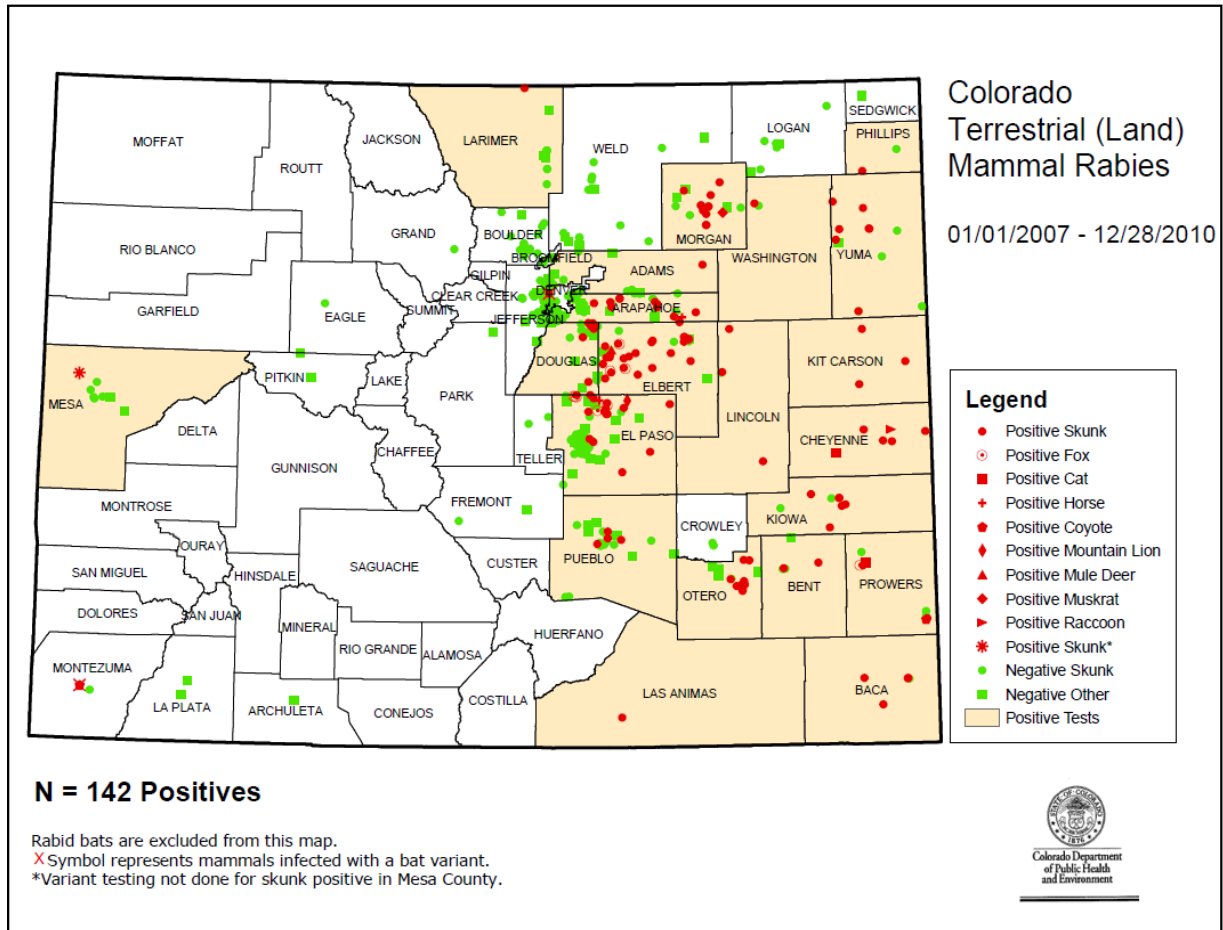 Colorado
Terrestrial (Land)
Mammal Rabies
01/01/2007 - 12/28/2010
MOFFAT
ROUTT
JACKSON
LARIMER
WELD
LOGAN
SEDGWICK
PHILLIPS
RIO BLANCO
GRAND
BOULDER
BROOMFIELD
MORGAN
WASHINGTON
YUMA
GARFIELD
EAGLE
SUMMIT
GILPIN
CLEAR CREEK
JEFFERSON
DENVER
ADAMS
ARAPAHOE
MESA
PITKIN
LAKE
PARK
DOUGLAS
ELBERT
KIT CARSON
DELTA
GUNNISON
CHAFFEE
TELLER
EL PASO
LINCOLN
CHEYENNE
MONTROSE
FREMONT
CROWLEY
KIOWA
OURAY
SAN MIGUEL
HINSDALE
SAGUACHE
CUSTER
PUEBLO
OTERO
BENT
PROWERS
DOLORES
SAN JUAN
MINERAL
RIO GRANDE
ALAMOSA
HUERFANO
MONTEZUMA
LA PLATA
ARCHULETA
CONEJOS
COSTILLA
LAS ANIMAS
BACA
Legend
Positive Skunk
Positive Fox
Positive Cat
Positive Horse
Positive Coyote
Positive Mountain Lion
Positive Mule Deer
Positive Muskrat
Positive Raccoon
Positive Skunk*
Negative Skunk
Negative Other
Positive Tests
N = 142 Positives
Rabid bats are excluded from this map.
X Symbol represents mammals infected with a bat variant.
*Variant testing not done for skunk positive in Mesa County.
STATE OF COLORADO
1876
Colorado Department
of Public Health
and Environment